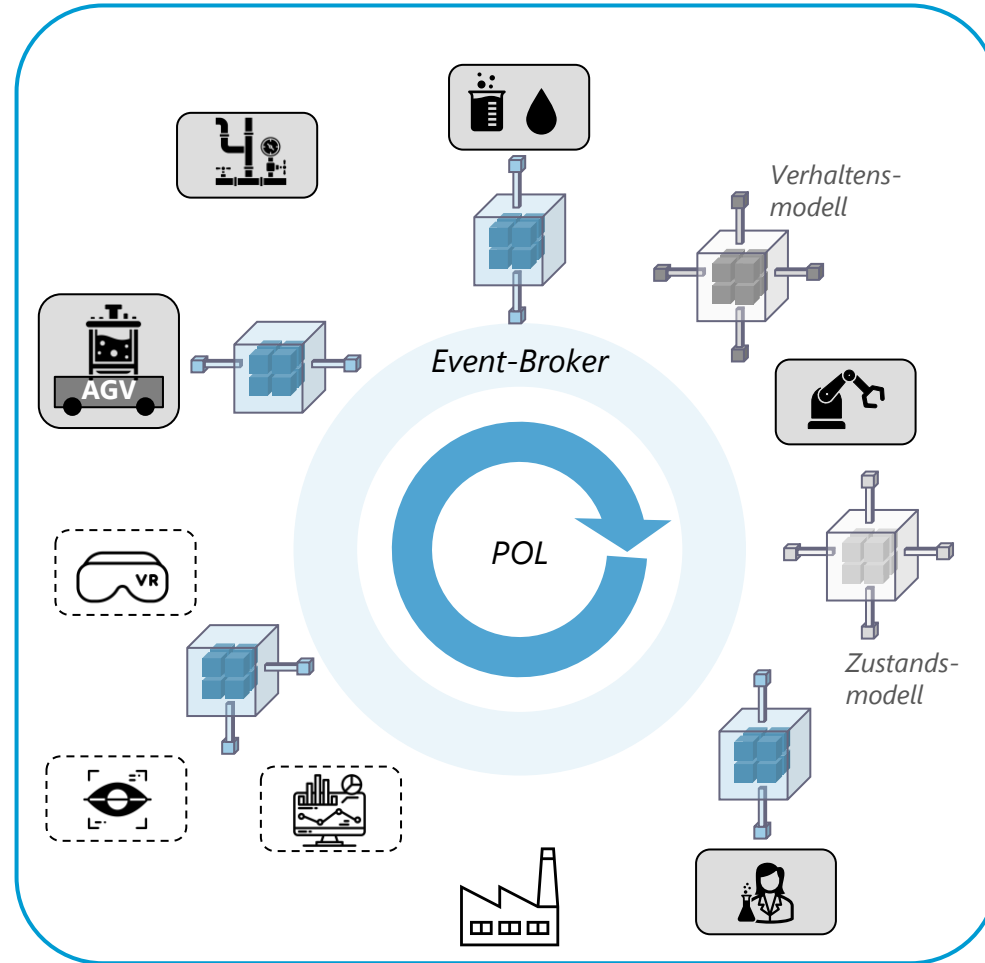 Verhaltens-
modell
Event-Broker
AGV
POL
VR
Zustands-
modell